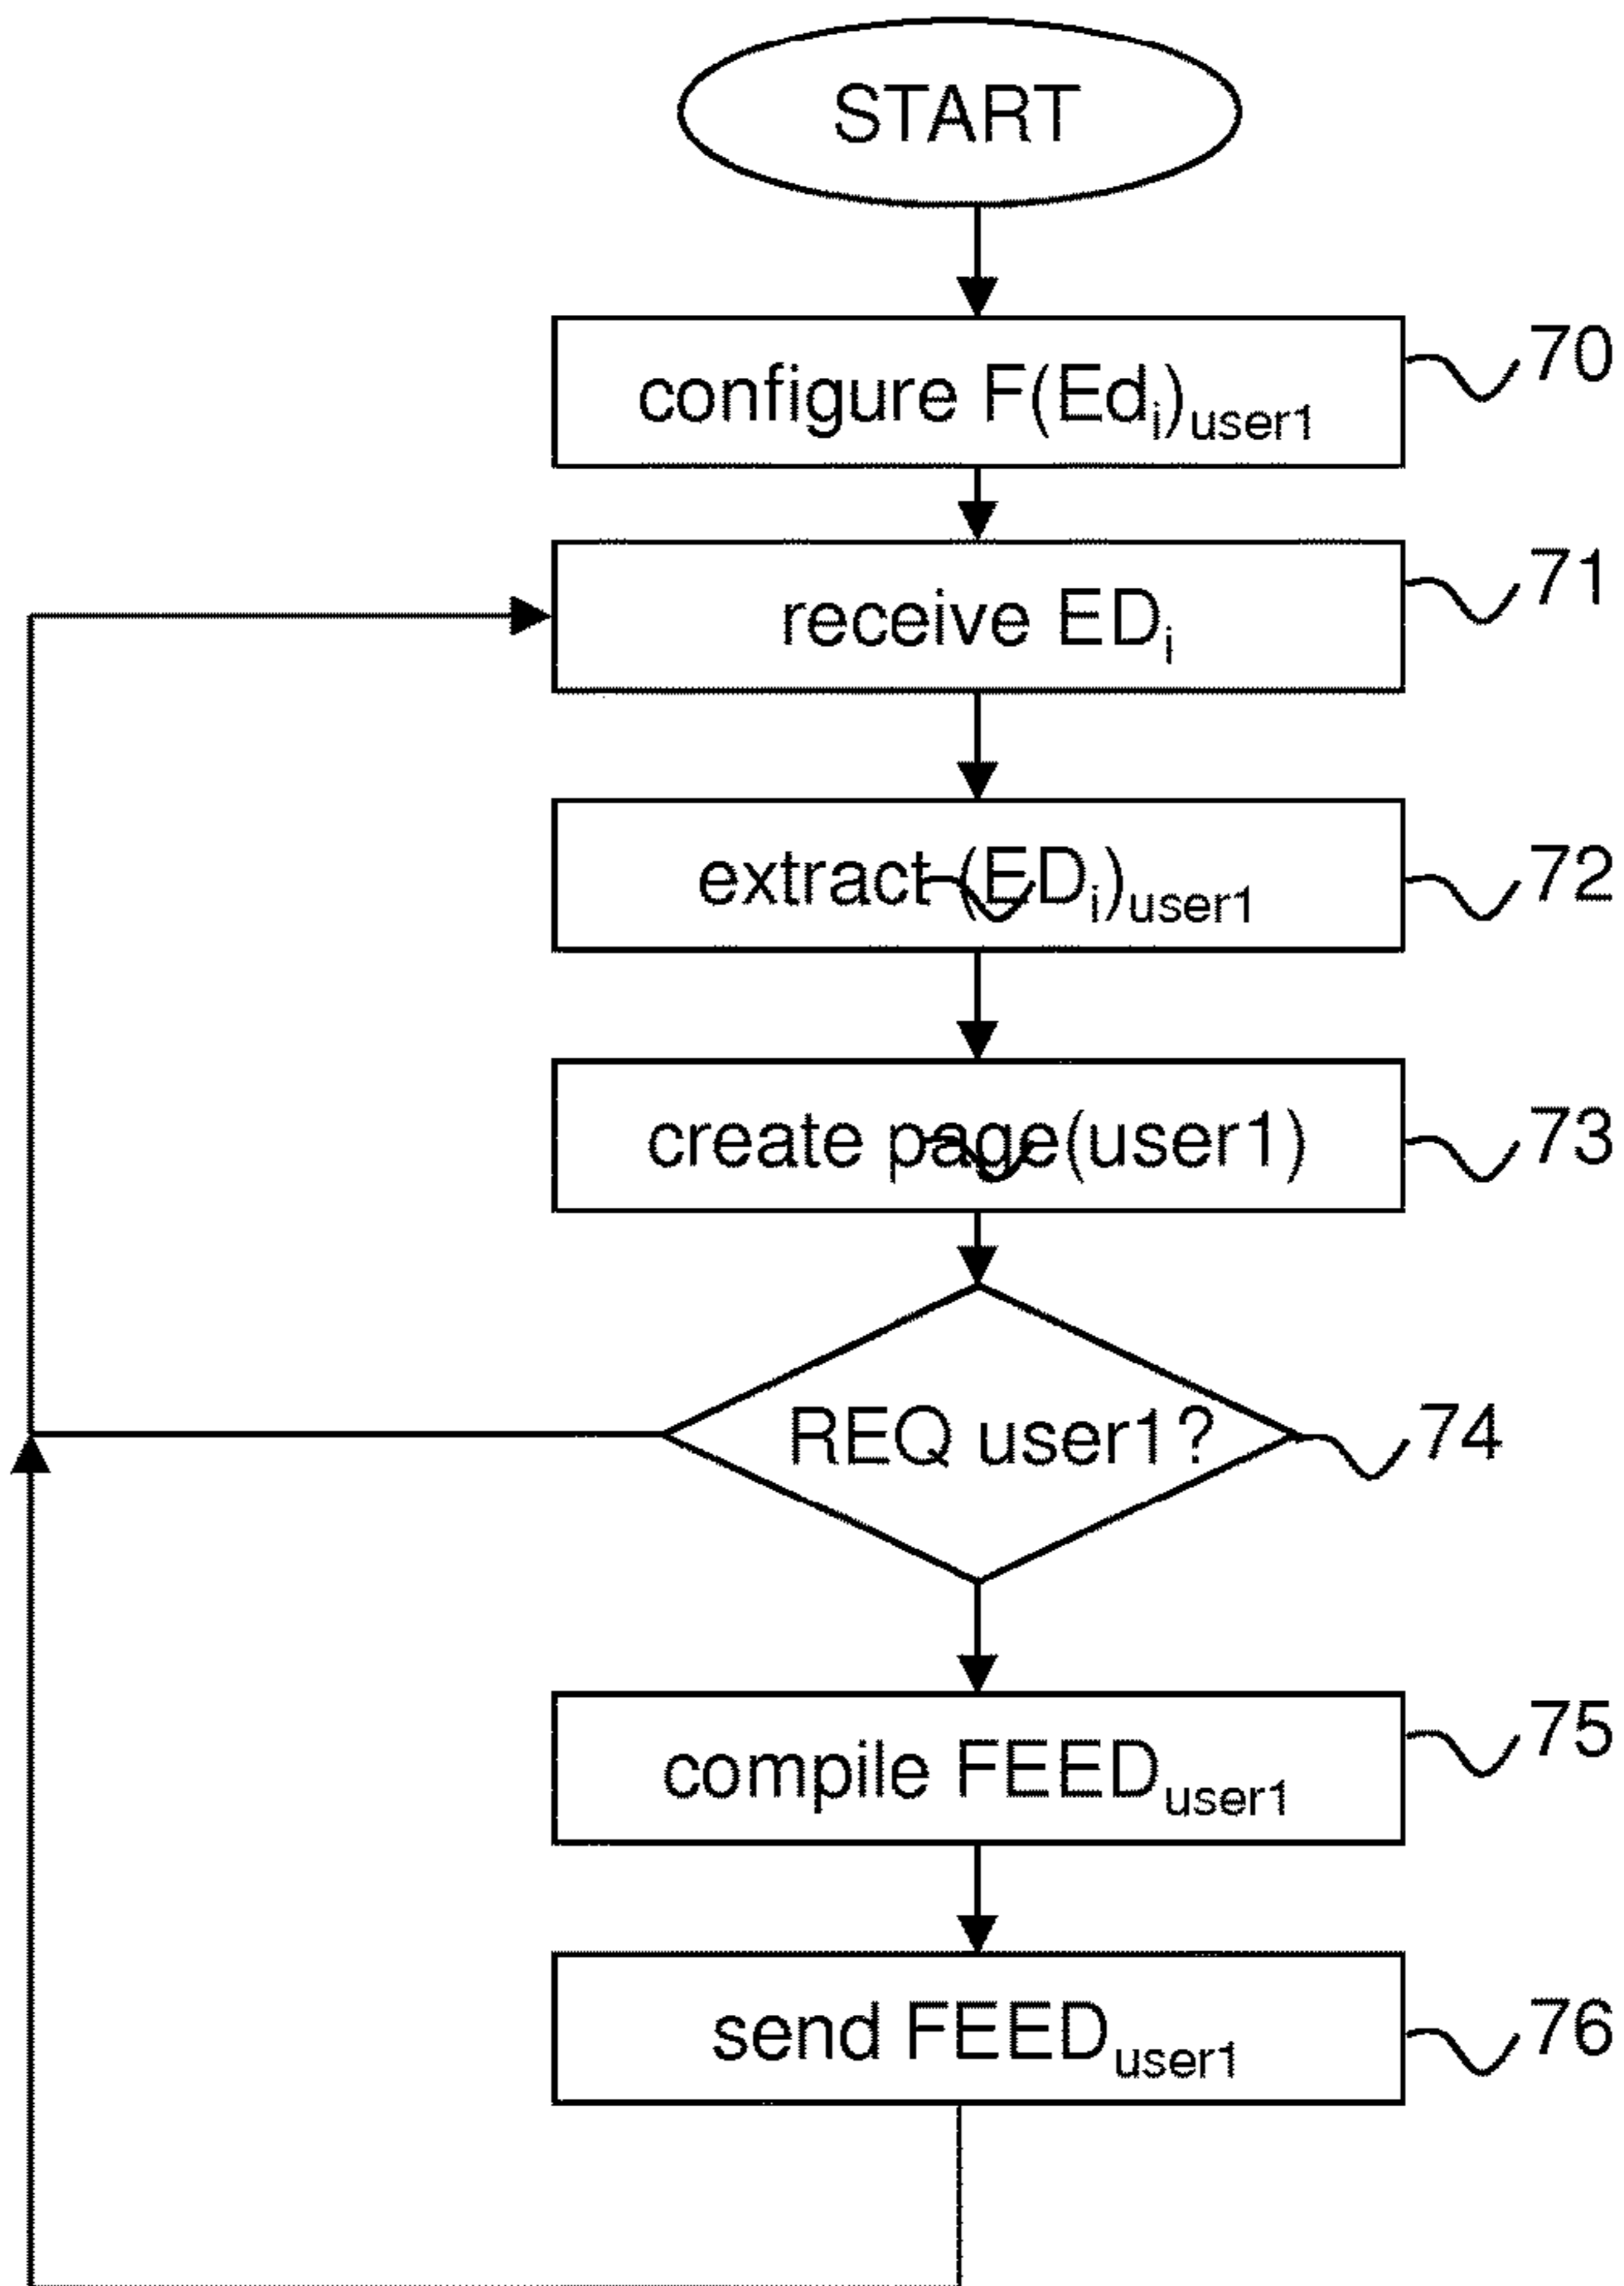 START
configure F(Edᵢ)user1 70
receive EDᵢ 71
extract (EDᵢ)user1 72
create page(user1) 73
REQ user1? 74
compile FEEDuser1 75
send FEEDuser1 76